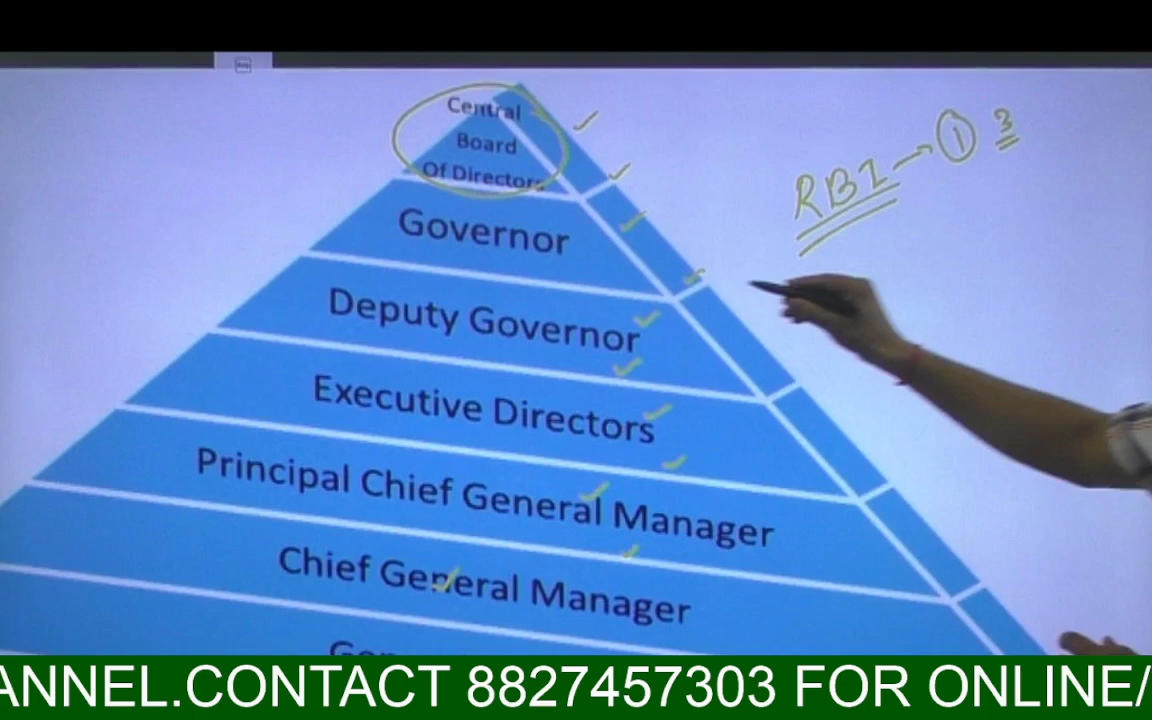 Central
Board
Of Directors
RBI → ① 3
Governor
Deputy Governor
Executive Directors
Principal Chief General Manager
Chief General Manager
ANNEL.CONTACT 8827457303 FOR ONLINE/